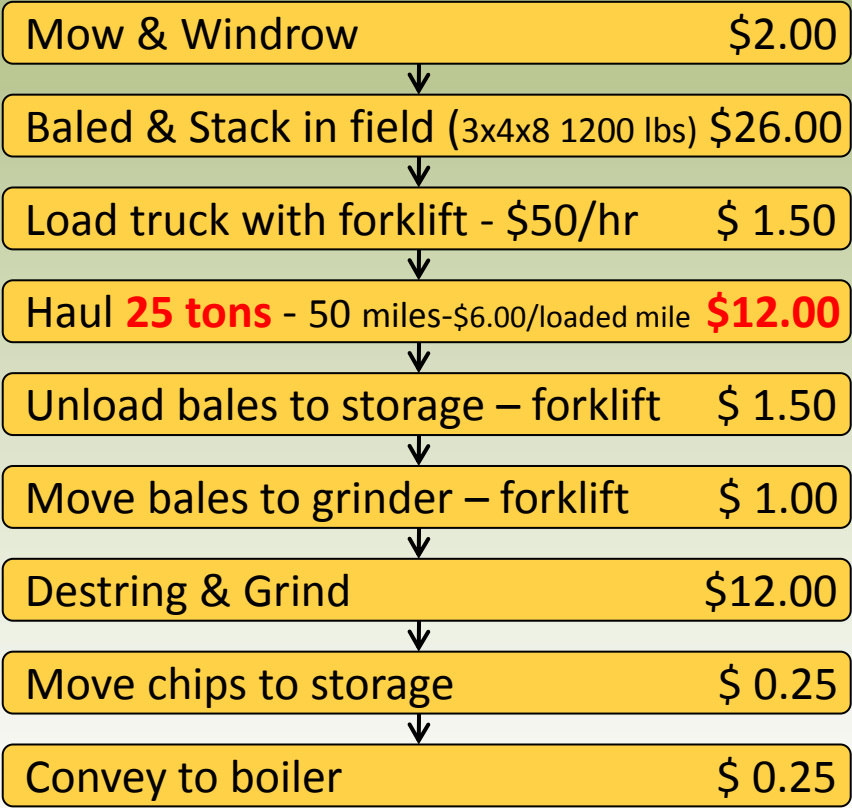 Mow & Windrow $2.00
Baled & Stack in field (3x4x8 1200 lbs) $26.00
Load truck with forklift - $50/hr $ 1.50
Haul 25 tons - 50 miles-$6.00/loaded mile $12.00
Unload bales to storage – forklift $ 1.50
Move bales to grinder – forklift $ 1.00
Destring & Grind $12.00
Move chips to storage $ 0.25
Convey to boiler $ 0.25